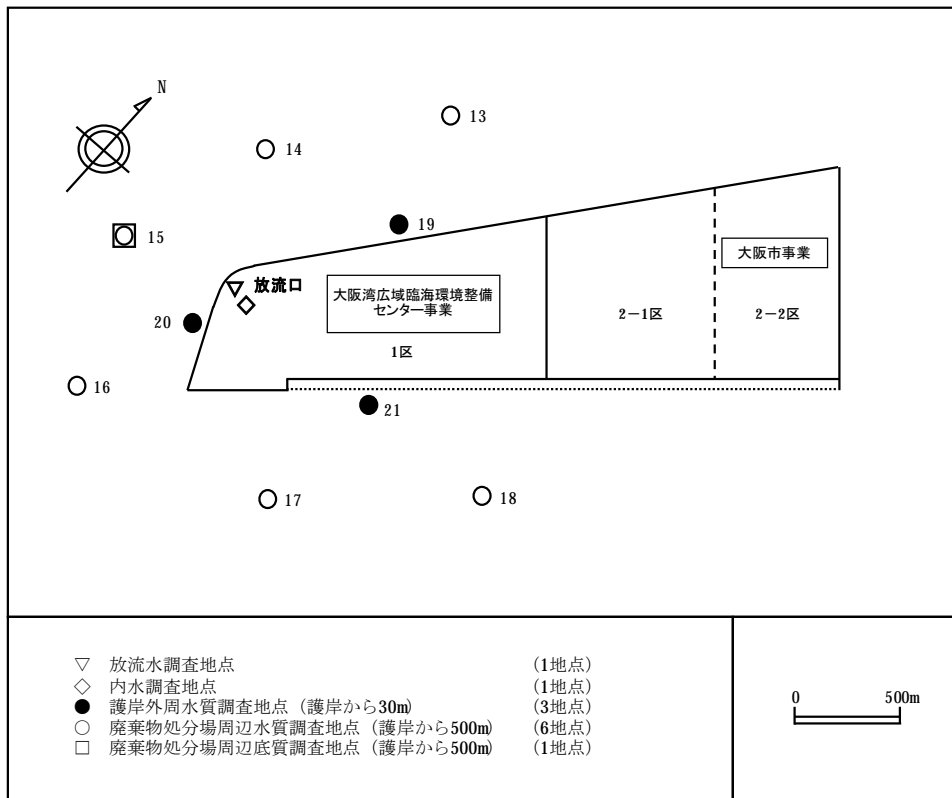 N
13
14
15
19
放流口
大阪市事業
大阪湾広域臨海環境整備
センター事業
20
2－1区
2－2区
1区
16
21
17
18
▽ 放流水調査地点 (1地点)
◇ 内水調査地点 (1地点)
● 護岸外周水質調査地点 (護岸から30m) (3地点)
○ 廃棄物処分場周辺水質調査地点 (護岸から500m) (6地点)
□ 廃棄物処分場周辺底質調査地点 (護岸から500m) (1地点)
0 500m